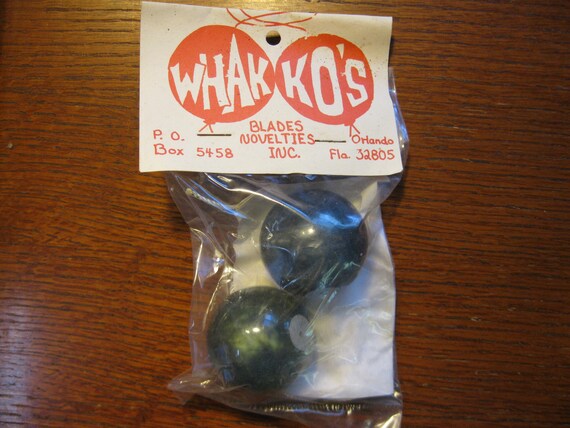 WHAK KO'S
BLADES
P.O. NOVELTIES Orlando
Box 5458 INC. Fla 32805